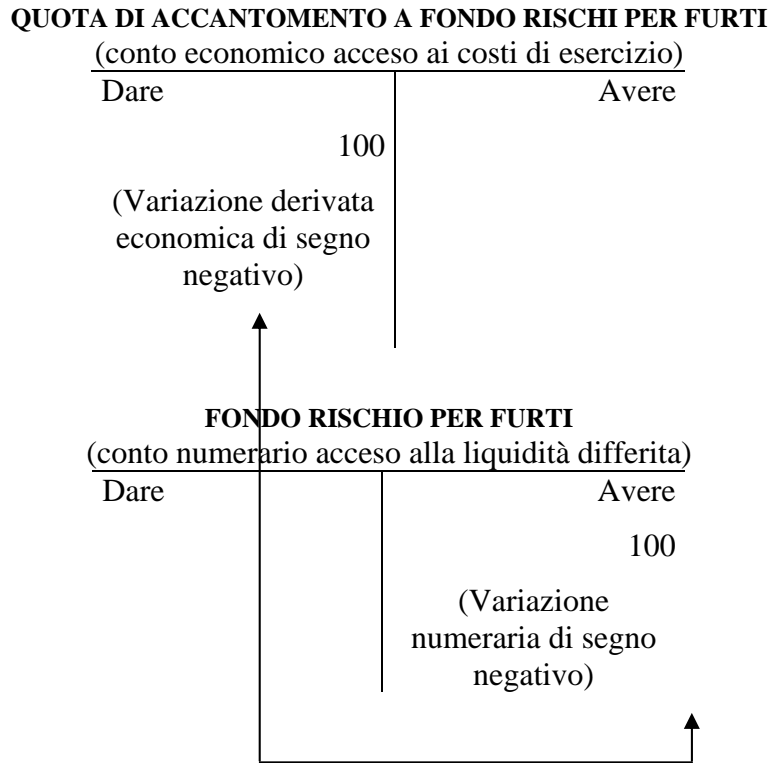 QUOTA DI ACCANTOMENTO A FONDO RISCHI PER FURTI
(conto economico acceso ai costi di esercizio)
Dare Avere
100
(Variazione derivata
economica di segno
negativo)
FONDO RISCHIO PER FURTI
(conto numerario acceso alla liquidità differita)
Dare Avere
100
(Variazione
numeraria di segno
negativo)